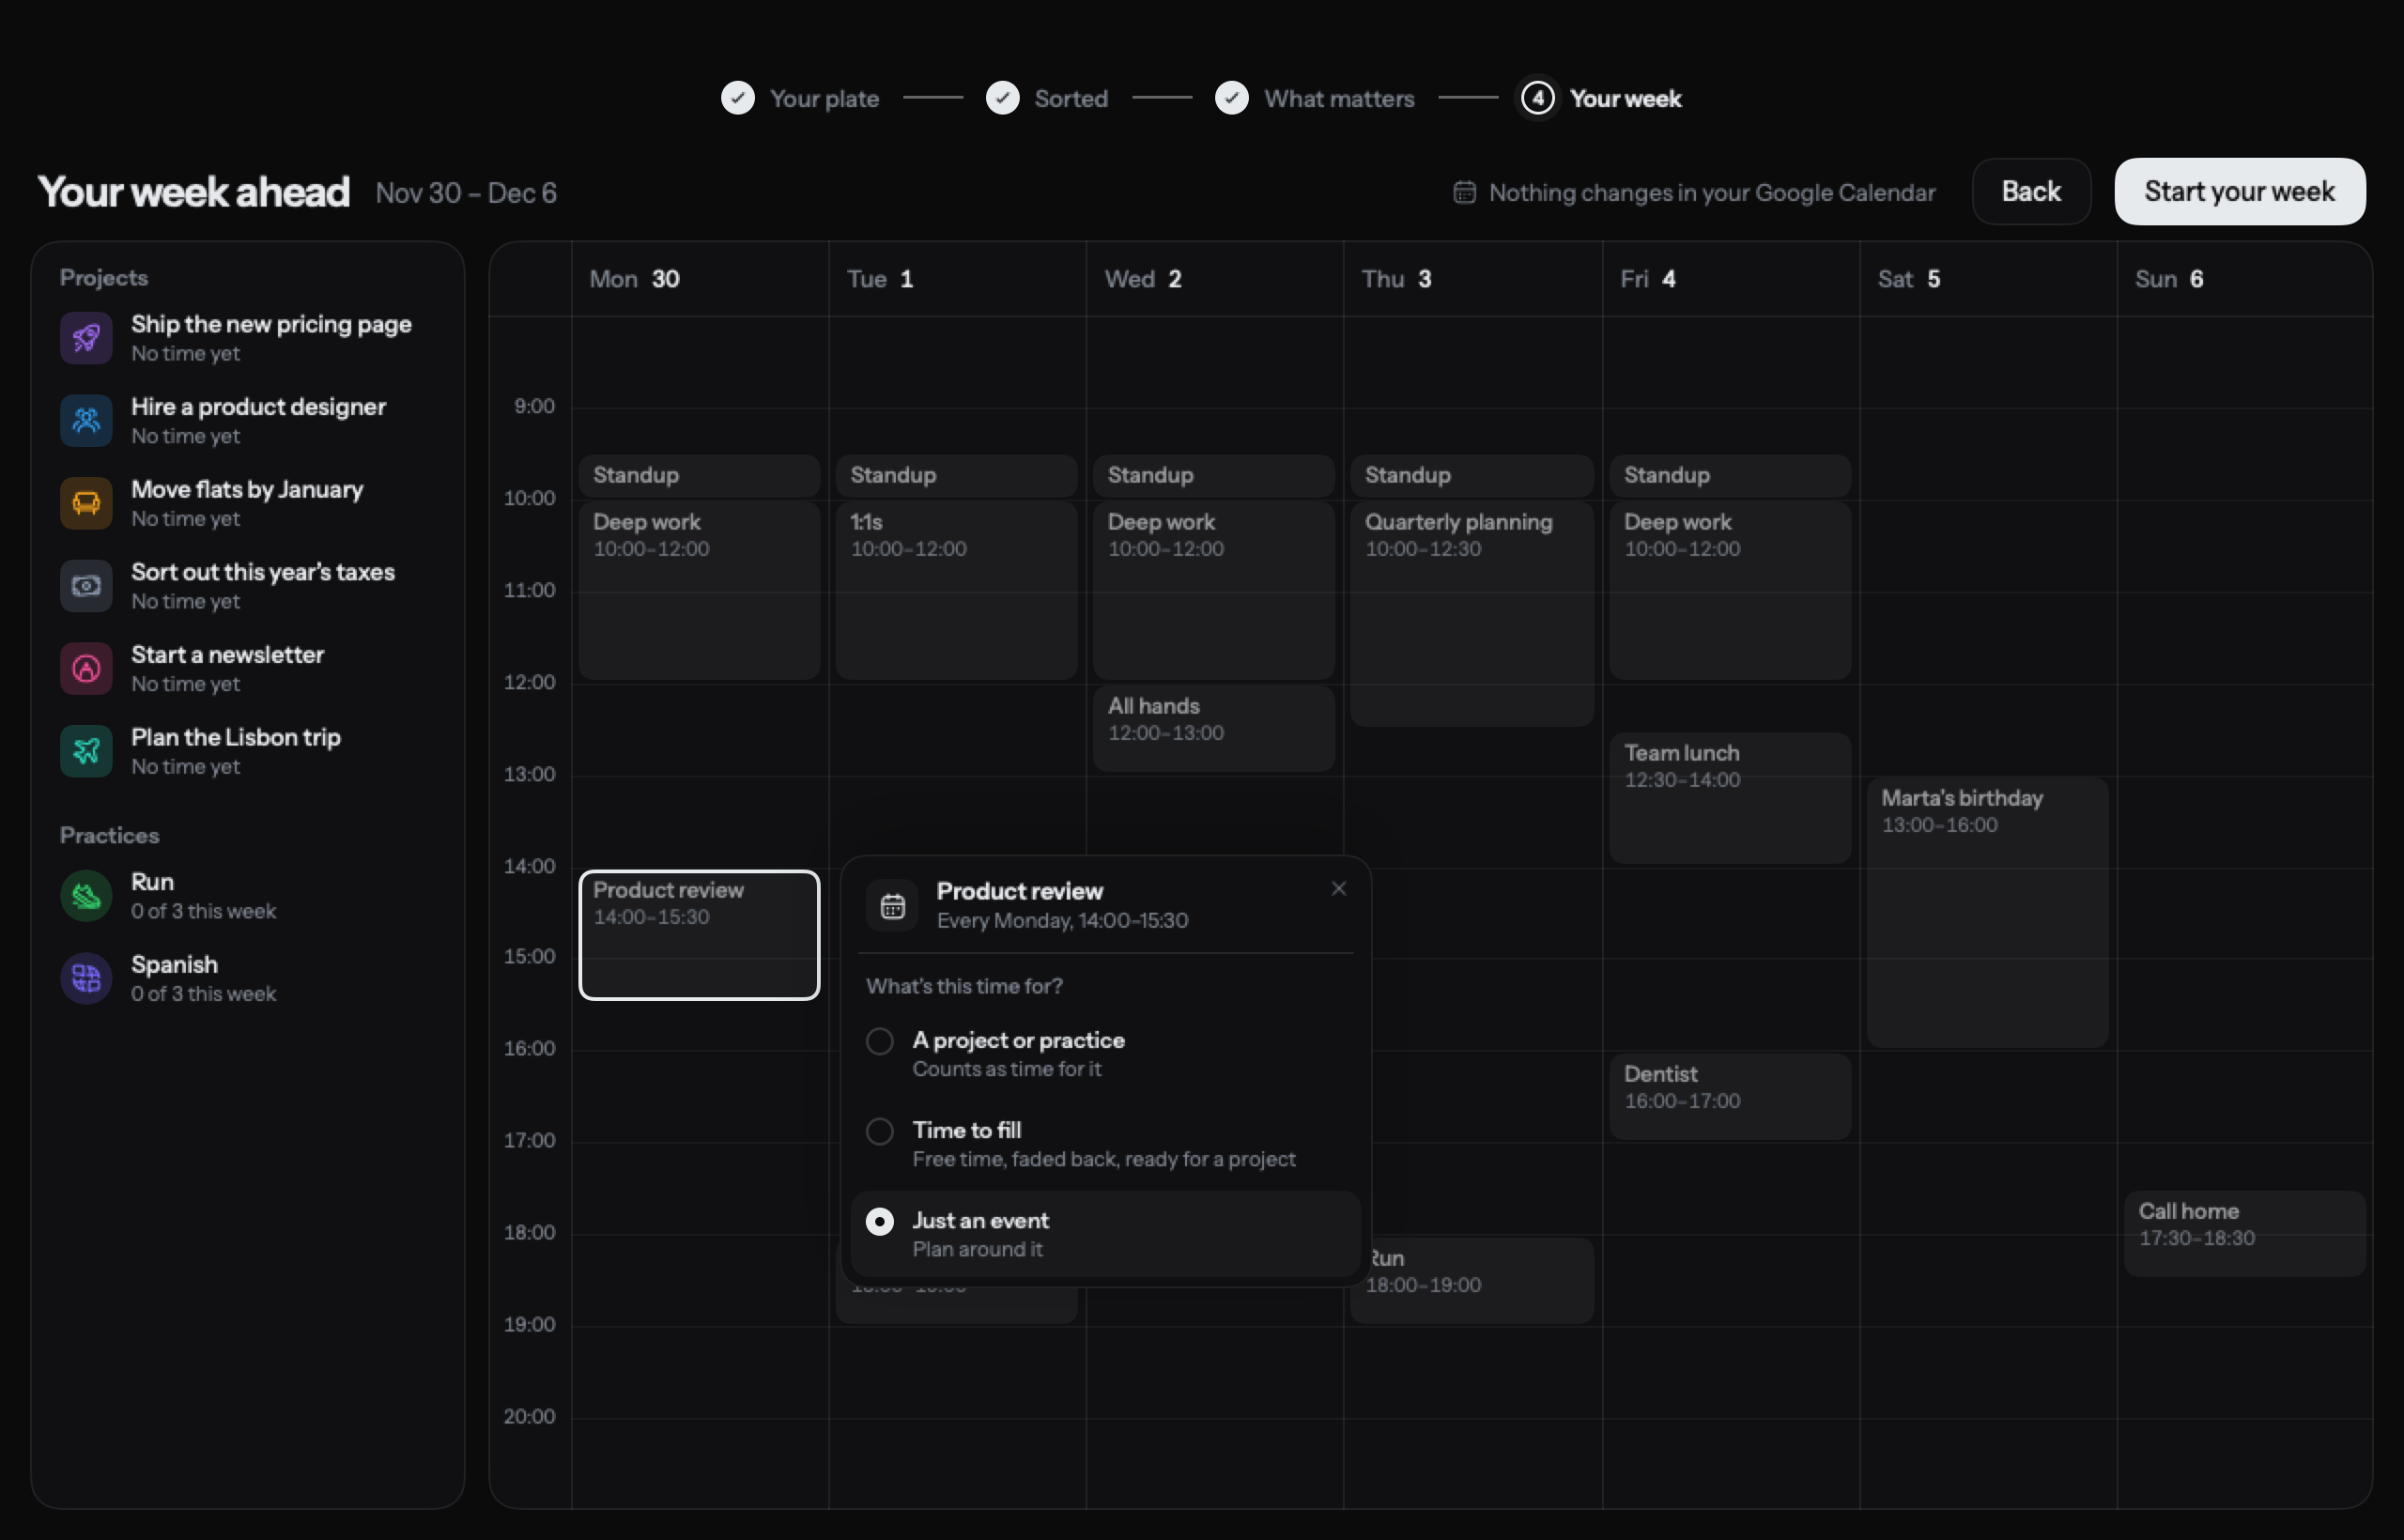 Your plate
Sorted
What matters
4 Your week
Your week ahead Nov 30 – Dec 6
Nothing changes in your Google Calendar
Back
Start your week
Projects
Ship the new pricing page
No time yet
Hire a product designer
No time yet
Move flats by January
No time yet
Sort out this year’s taxes
No time yet
Start a newsletter
No time yet
Plan the Lisbon trip
No time yet
Practices
Run
0 of 3 this week
Spanish
0 of 3 this week
Mon 30
Tue 1
Wed 2
Thu 3
Fri 4
Sat 5
Sun 6
9:00
10:00
11:00
12:00
13:00
14:00
15:00
16:00
17:00
18:00
19:00
20:00
Standup
Deep work
10:00–12:00
Product review
14:00–15:30
Standup
1:1s
10:00–12:00
Standup
Deep work
10:00–12:00
All hands
12:00–13:00
Standup
Quarterly planning
10:00–12:30
Run
18:00–19:00
Standup
Deep work
10:00–12:00
Team lunch
12:30–14:00
Dentist
16:00–17:00
Marta’s birthday
13:00–16:00
Call home
17:30–18:30
Product review
Every Monday, 14:00–15:30
What’s this time for?
A project or practice
Counts as time for it
Time to fill
Free time, faded back, ready for a project
Just an event
Plan around it